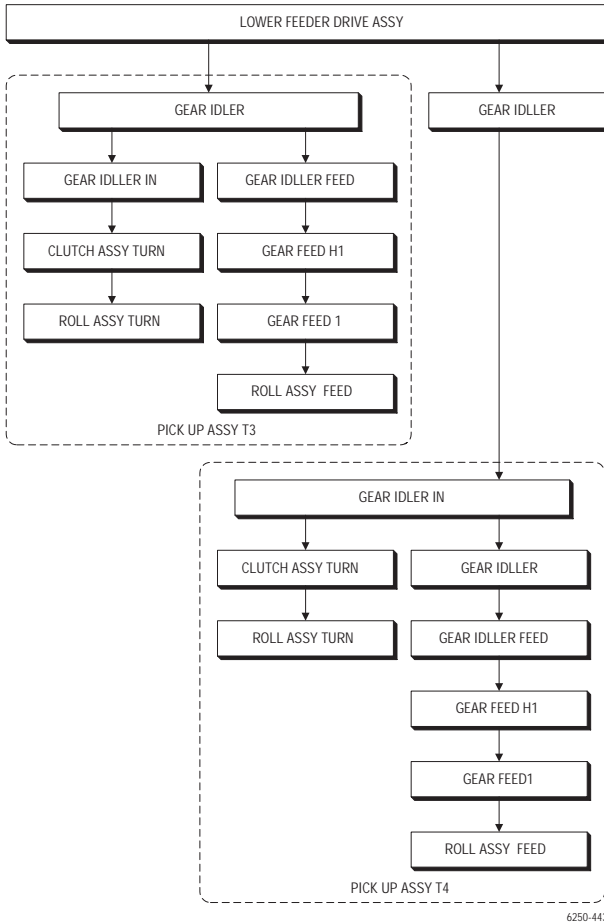 LOWER FEEDER DRIVE ASSY
GEAR IDLER
GEAR IDLLER
GEAR IDLLER IN
GEAR IDLLER FEED
CLUTCH ASSY TURN
GEAR FEED H1
ROLL ASSY TURN
GEAR FEED 1
ROLL ASSY FEED
PICK UP ASSY T3
GEAR IDLER IN
CLUTCH ASSY TURN
GEAR IDLLER
ROLL ASSY TURN
GEAR IDLLER FEED
GEAR FEED H1
GEAR FEED1
ROLL ASSY FEED
PICK UP ASSY T4